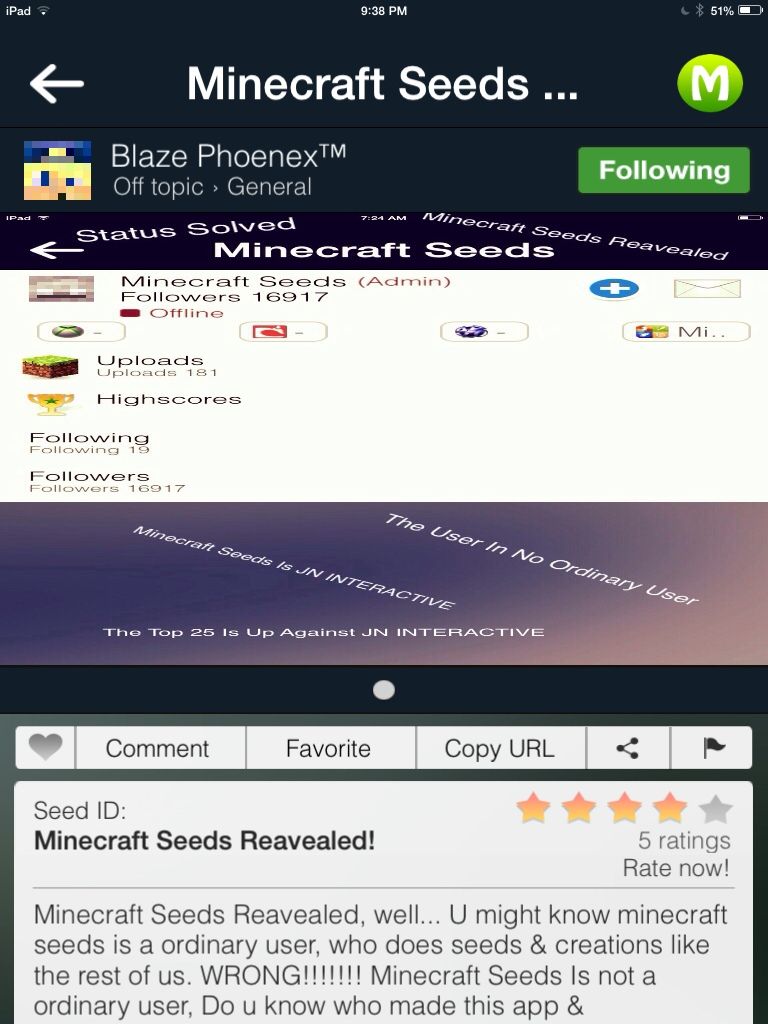 iPad 9:38 PM 51%
Minecraft Seeds ... M
Blaze Phoenex™
Off topic › General
Following
iPad 7:24 AM
Status Solved
Minecraft Seeds Reavealed
Minecraft Seeds
Minecraft Seeds (Admin)
Followers 16917
Offline
- - - Mi..
Uploads
Uploads 181
Highscores
Following
Following 19
Followers
Followers 16917
The User In No Ordinary User
Minecraft Seeds Is JN INTERACTIVE
The Top 25 Is Up Against JN INTERACTIVE
Comment Favorite Copy URL
Seed ID:
Minecraft Seeds Reavealed!
5 ratings
Rate now!
Minecraft Seeds Reavealed, well... U might know minecraft
seeds is a ordinary user, who does seeds & creations like
the rest of us. WRONG!!!!!!! Minecraft Seeds Is not a
ordinary user, Do u know who made this app &